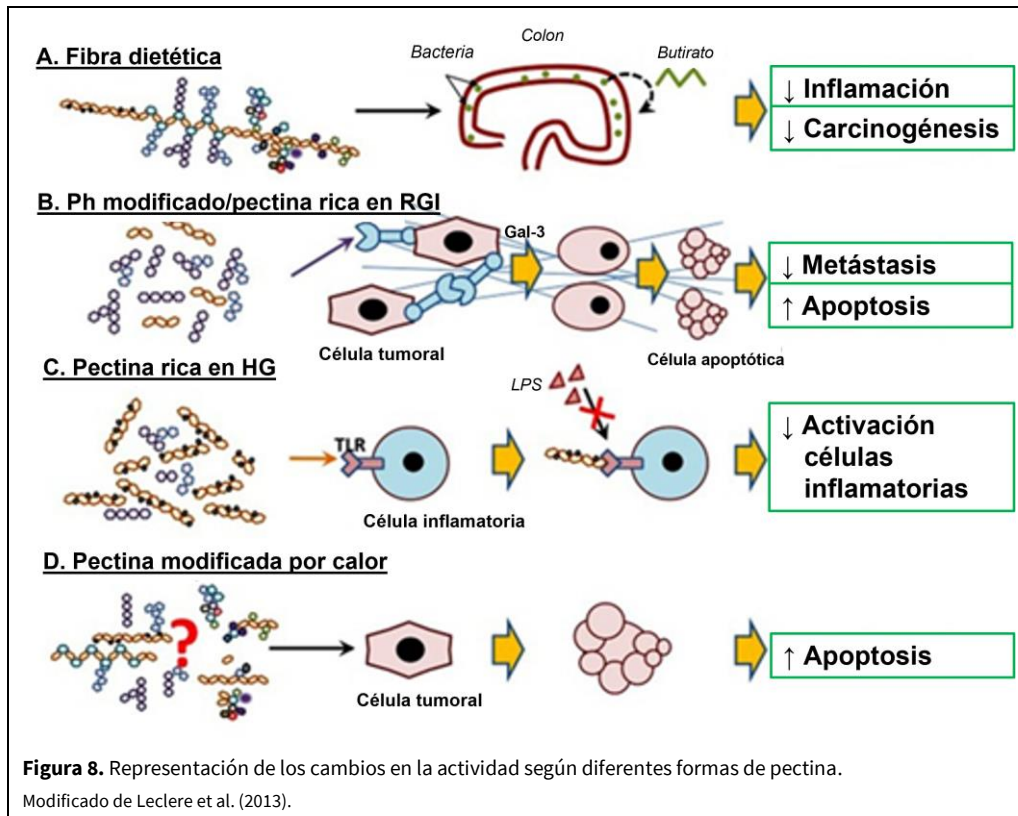 A. Fibra dietética
Bacteria
Colon
Butirato
↓ Inflamación
↓ Carcinogénesis
B. Ph modificado/pectina rica en RGI
Gal-3
Célula tumoral
Célula apoptótica
↓ Metástasis
↑ Apoptosis
C. Pectina rica en HG
LPS
TLR
Célula inflamatoria
↓ Activación
células
inflamatorias
D. Pectina modificada por calor
?
Célula tumoral
↑ Apoptosis
Figura 8. Representación de los cambios en la actividad según diferentes formas de pectina.
Modificado de Leclere et al. (2013).